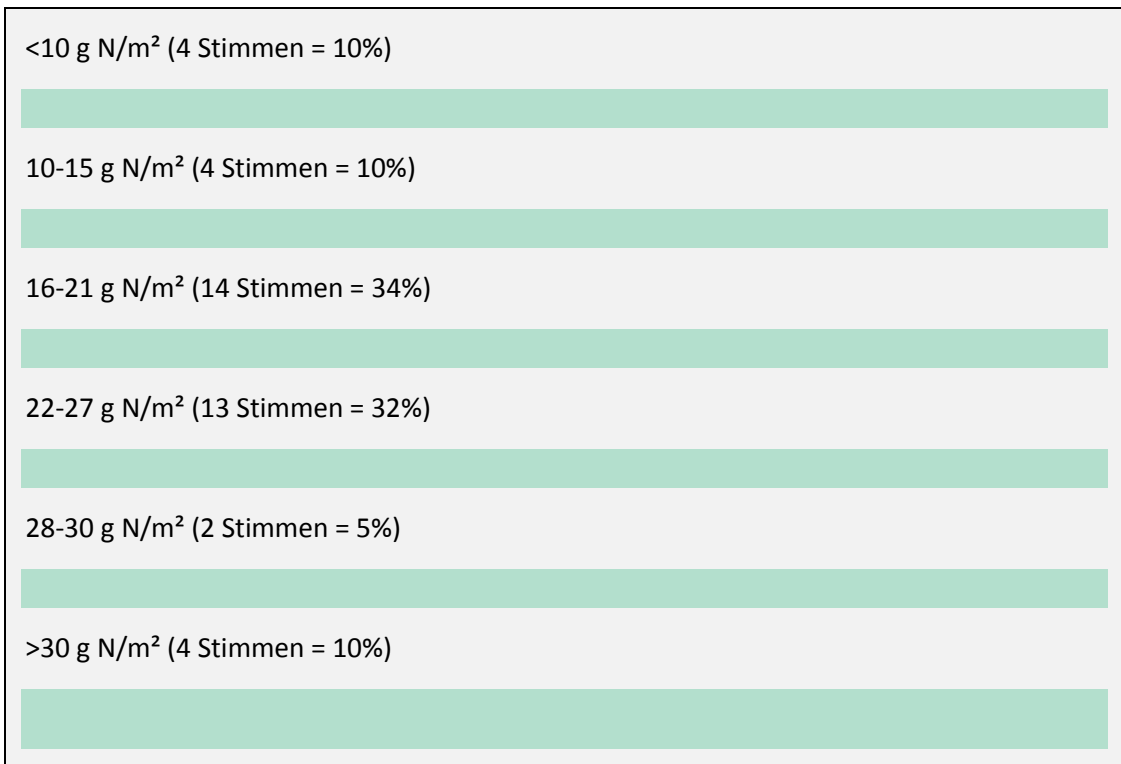 <10 g N/m² (4 Stimmen = 10%)
10-15 g N/m² (4 Stimmen = 10%)
16-21 g N/m² (14 Stimmen = 34%)
22-27 g N/m² (13 Stimmen = 32%)
28-30 g N/m² (2 Stimmen = 5%)
>30 g N/m² (4 Stimmen = 10%)